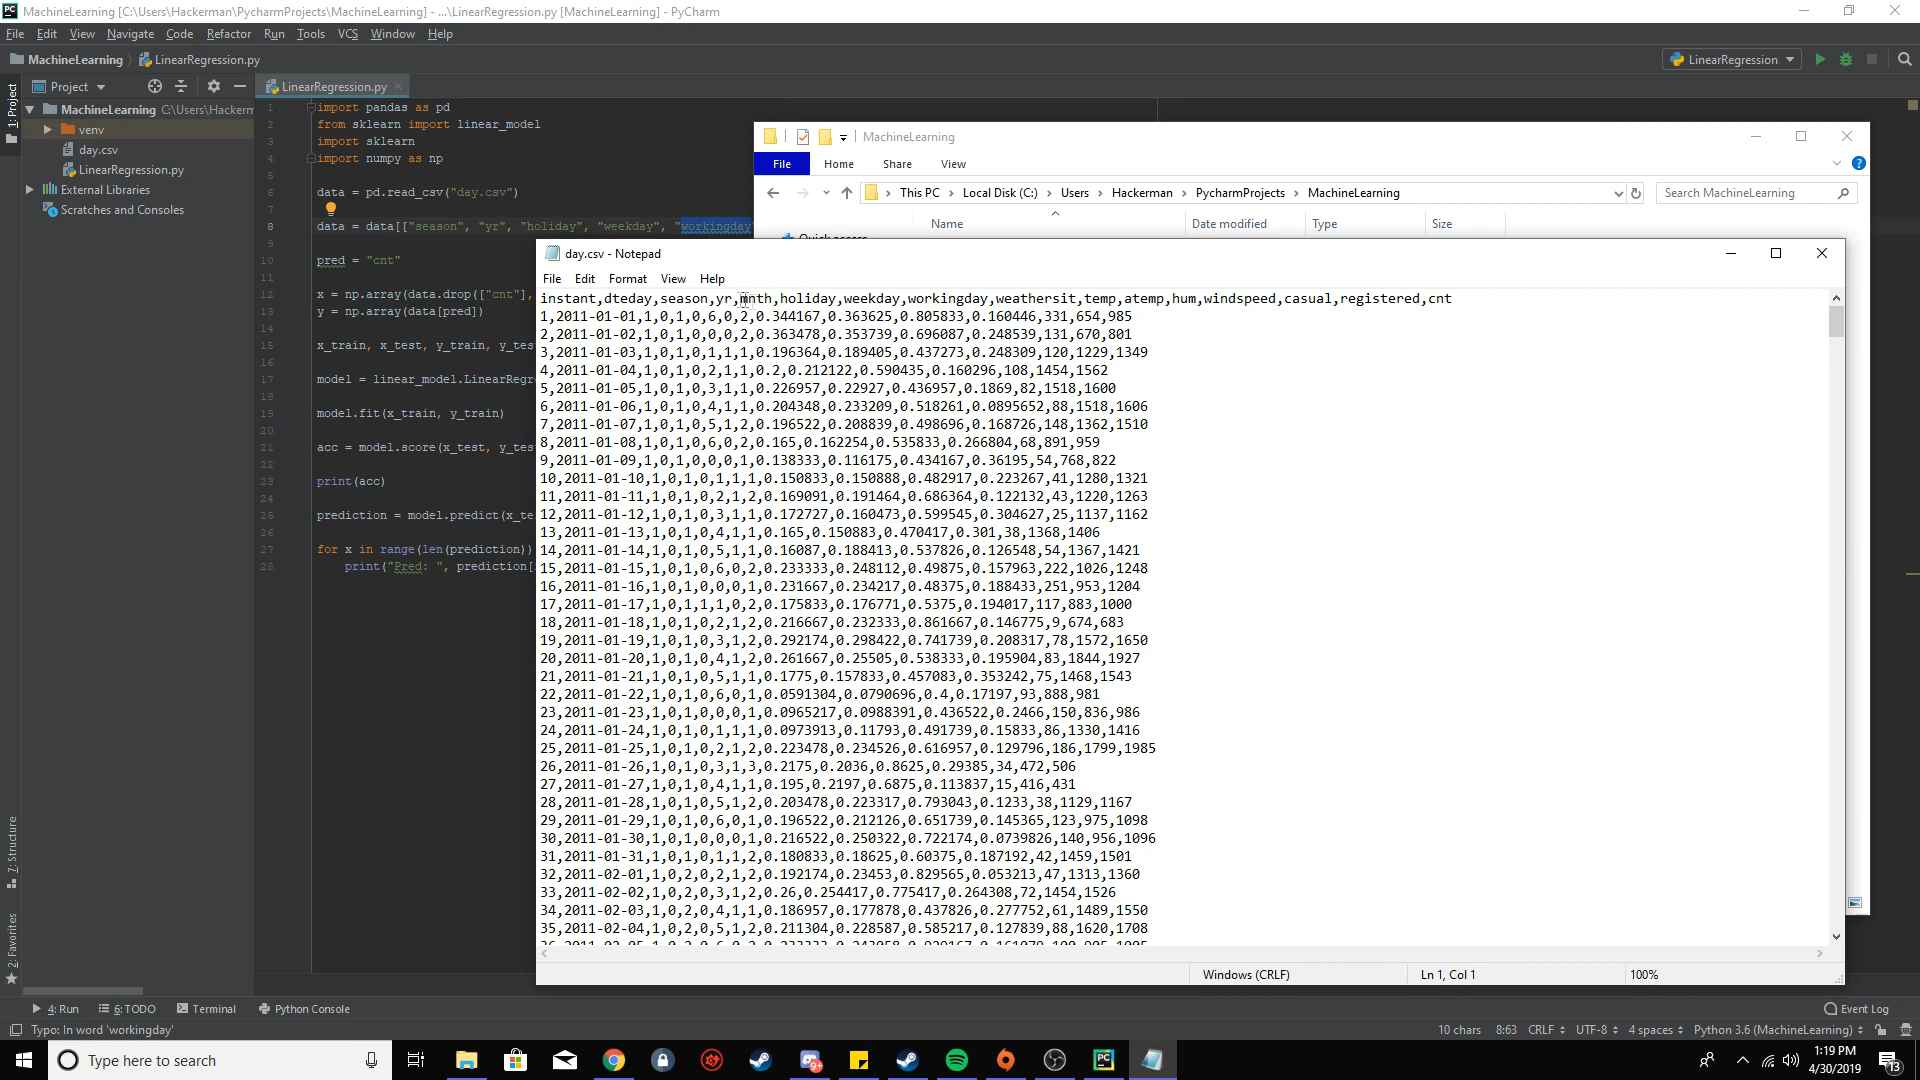 MachineLearning [C:\Users\Hackerman\PycharmProjects\MachineLearning] - ...\LinearRegression.py [MachineLearning] - PyCharm
File Edit View Navigate Code Refactor Run Tools VCS Window Help
MachineLearning LinearRegression.py
LinearRegression
1: Project
Project
MachineLearning C:\Users\Hackerm
venv
day.csv
LinearRegression.py
External Libraries
Scratches and Consoles
7: Structure
2: Favorites
LinearRegression.py
1 import pandas as pd
2 from sklearn import linear_model
3 import sklearn
4 import numpy as np
5
6 data = pd.read_csv("day.csv")
7
8 data = data[["season", "yr", "holiday", "weekday", "workingday
9
10 pred = "cnt"
11
12 x = np.array(data.drop(["cnt"],
13 y = np.array(data[pred])
14
15 x_train, x_test, y_train, y_tes
16
17 model = linear_model.LinearRegr
18
19 model.fit(x_train, y_train)
20
21 acc = model.score(x_test, y_tes
22
23 print(acc)
24
25 prediction = model.predict(x_te
26
27 for x in range(len(prediction))
28 print("Pred: ", prediction[
MachineLearning
File Home Share View
This PC Local Disk (C:) Users Hackerman PycharmProjects MachineLearning
Search MachineLearning
Name Date modified Type Size
Quick access
day.csv - Notepad
File Edit Format View Help
instant,dteday,season,yr,mnth,holiday,weekday,workingday,weathersit,temp,atemp,hum,windspeed,casual,registered,cnt
1,2011-01-01,1,0,1,0,6,0,2,0.344167,0.363625,0.805833,0.160446,331,654,985
2,2011-01-02,1,0,1,0,0,0,2,0.363478,0.353739,0.696087,0.248539,131,670,801
3,2011-01-03,1,0,1,0,1,1,1,0.196364,0.189405,0.437273,0.248309,120,1229,1349
4,2011-01-04,1,0,1,0,2,1,1,0.2,0.212122,0.590435,0.160296,108,1454,1562
5,2011-01-05,1,0,1,0,3,1,1,0.226957,0.22927,0.436957,0.1869,82,1518,1600
6,2011-01-06,1,0,1,0,4,1,1,0.204348,0.233209,0.518261,0.0895652,88,1518,1606
7,2011-01-07,1,0,1,0,5,1,2,0.196522,0.208839,0.498696,0.168726,148,1362,1510
8,2011-01-08,1,0,1,0,6,0,2,0.165,0.162254,0.535833,0.266804,68,891,959
9,2011-01-09,1,0,1,0,0,0,1,0.138333,0.116175,0.434167,0.36195,54,768,822
10,2011-01-10,1,0,1,0,1,1,1,0.150833,0.150888,0.482917,0.223267,41,1280,1321
11,2011-01-11,1,0,1,0,2,1,2,0.169091,0.191464,0.686364,0.122132,43,1220,1263
12,2011-01-12,1,0,1,0,3,1,1,0.172727,0.160473,0.599545,0.304627,25,1137,1162
13,2011-01-13,1,0,1,0,4,1,1,0.165,0.150883,0.470417,0.301,38,1368,1406
14,2011-01-14,1,0,1,0,5,1,1,0.16087,0.188413,0.537826,0.126548,54,1367,1421
15,2011-01-15,1,0,1,0,6,0,2,0.233333,0.248112,0.49875,0.157963,222,1026,1248
16,2011-01-16,1,0,1,0,0,0,1,0.231667,0.234217,0.48375,0.188433,251,953,1204
17,2011-01-17,1,0,1,1,1,0,2,0.175833,0.176771,0.5375,0.194017,117,883,1000
18,2011-01-18,1,0,1,0,2,1,2,0.216667,0.232333,0.861667,0.146775,9,674,683
19,2011-01-19,1,0,1,0,3,1,2,0.292174,0.298422,0.741739,0.208317,78,1572,1650
20,2011-01-20,1,0,1,0,4,1,2,0.261667,0.25505,0.538333,0.195904,83,1844,1927
21,2011-01-21,1,0,1,0,5,1,1,0.1775,0.157833,0.457083,0.353242,75,1468,1543
22,2011-01-22,1,0,1,0,6,0,1,0.0591304,0.0790696,0.4,0.17197,93,888,981
23,2011-01-23,1,0,1,0,0,0,1,0.0965217,0.0988391,0.436522,0.2466,150,836,986
24,2011-01-24,1,0,1,0,1,1,1,0.0973913,0.11793,0.491739,0.15833,86,1330,1416
25,2011-01-25,1,0,1,0,2,1,2,0.223478,0.234526,0.616957,0.129796,186,1799,1985
26,2011-01-26,1,0,1,0,3,1,3,0.2175,0.2036,0.8625,0.29385,34,472,506
27,2011-01-27,1,0,1,0,4,1,1,0.195,0.2197,0.6875,0.113837,15,416,431
28,2011-01-28,1,0,1,0,5,1,2,0.203478,0.223317,0.793043,0.1233,38,1129,1167
29,2011-01-29,1,0,1,0,6,0,1,0.196522,0.212126,0.651739,0.145365,123,975,1098
30,2011-01-30,1,0,1,0,0,0,1,0.216522,0.250322,0.722174,0.0739826,140,956,1096
31,2011-01-31,1,0,1,0,1,1,2,0.180833,0.18625,0.60375,0.187192,42,1459,1501
32,2011-02-01,1,0,2,0,2,1,2,0.192174,0.23453,0.829565,0.053213,47,1313,1360
33,2011-02-02,1,0,2,0,3,1,2,0.26,0.254417,0.775417,0.264308,72,1454,1526
34,2011-02-03,1,0,2,0,4,1,1,0.186957,0.177878,0.437826,0.277752,61,1489,1550
35,2011-02-04,1,0,2,0,5,1,2,0.211304,0.228587,0.585217,0.127839,88,1620,1708
Windows (CRLF) Ln 1, Col 1 100%
4: Run 6: TODO Terminal Python Console Event Log
Typo: In word 'workingday' 10 chars 8:63 CRLF UTF-8 4 spaces Python 3.6 (MachineLearning)
Type here to search
9+
1:19 PM
4/30/2019
13